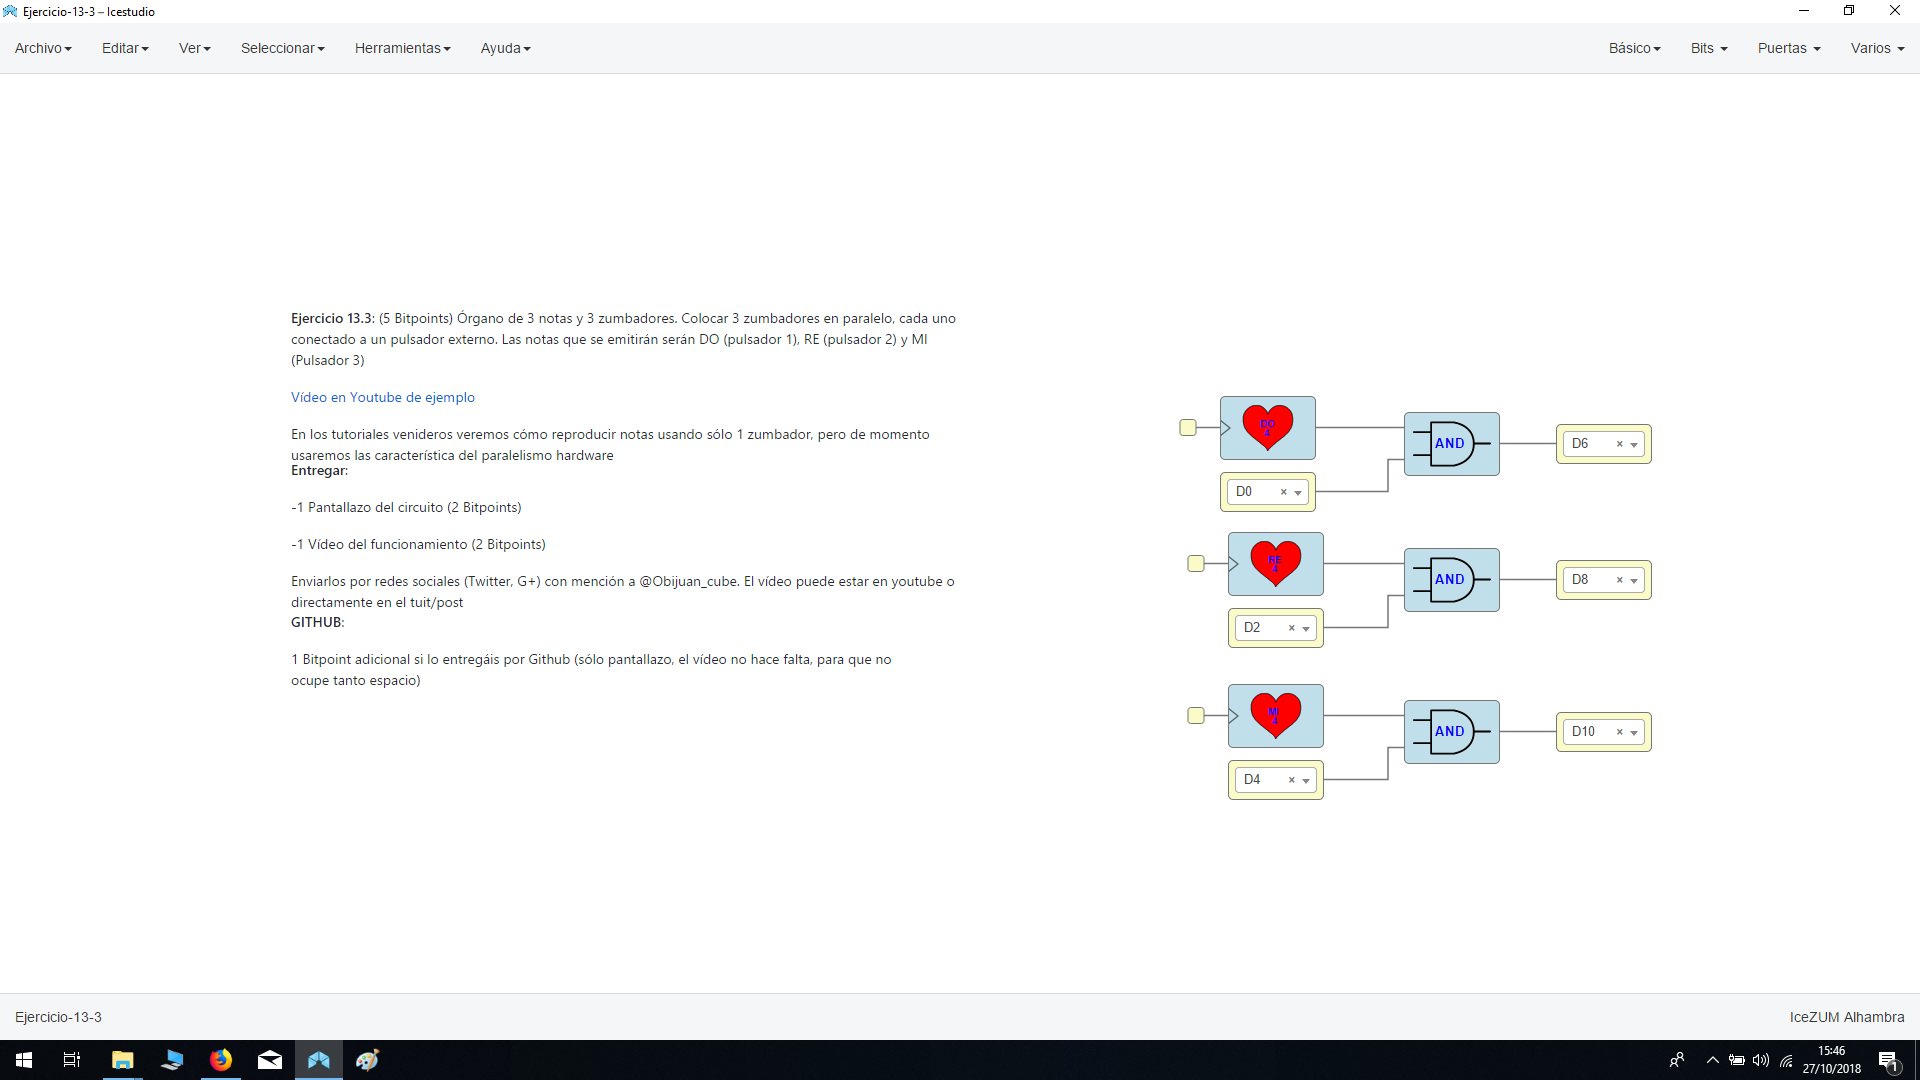 Ejercicio-13-3 – Icestudio
Archivo Editar Ver Seleccionar Herramientas Ayuda Básico Bits Puertas Varios
Ejercicio 13.3: (5 Bitpoints) Órgano de 3 notas y 3 zumbadores. Colocar 3 zumbadores en paralelo, cada uno
conectado a un pulsador externo. Las notas que se emitirán serán DO (pulsador 1), RE (pulsador 2) y MI
(Pulsador 3)
Vídeo en Youtube de ejemplo
En los tutoriales venideros veremos cómo reproducir notas usando sólo 1 zumbador, pero de momento
usaremos las característica del paralelismo hardware
Entregar:
-1 Pantallazo del circuito (2 Bitpoints)
-1 Vídeo del funcionamiento (2 Bitpoints)
Enviarlos por redes sociales (Twitter, G+) con mención a @Obijuan_cube. El vídeo puede estar en youtube o
directamente en el tuit/post
GITHUB:
1 Bitpoint adicional si lo entregáis por Github (sólo pantallazo, el vídeo no hace falta, para que no
ocupe tanto espacio)
DO
4
AND
D6
D0
RE
4
AND
D8
D2
MI
4
AND
D10
D4
Ejercicio-13-3
IceZUM Alhambra
15:46
27/10/2018
1